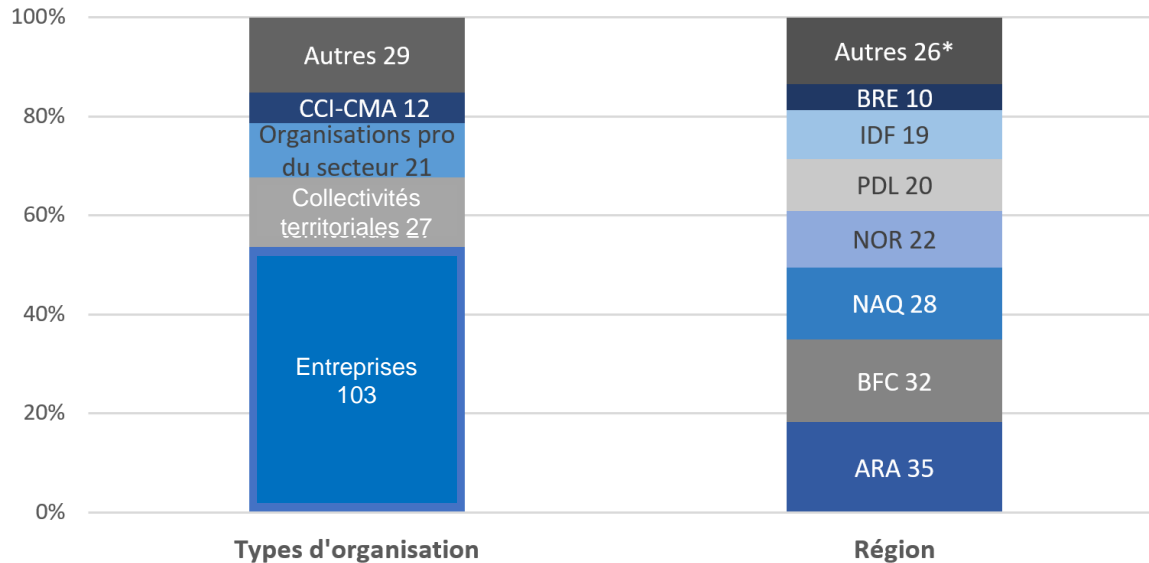 100%
80%
60%
40%
20%
0%
Autres 29
CCI-CMA 12
Organisations pro
du secteur 21
Collectivités
territoriales 27
Entreprises
103
Types d'organisation
Autres 26*
BRE 10
IDF 19
PDL 20
NOR 22
NAQ 28
BFC 32
ARA 35
Région